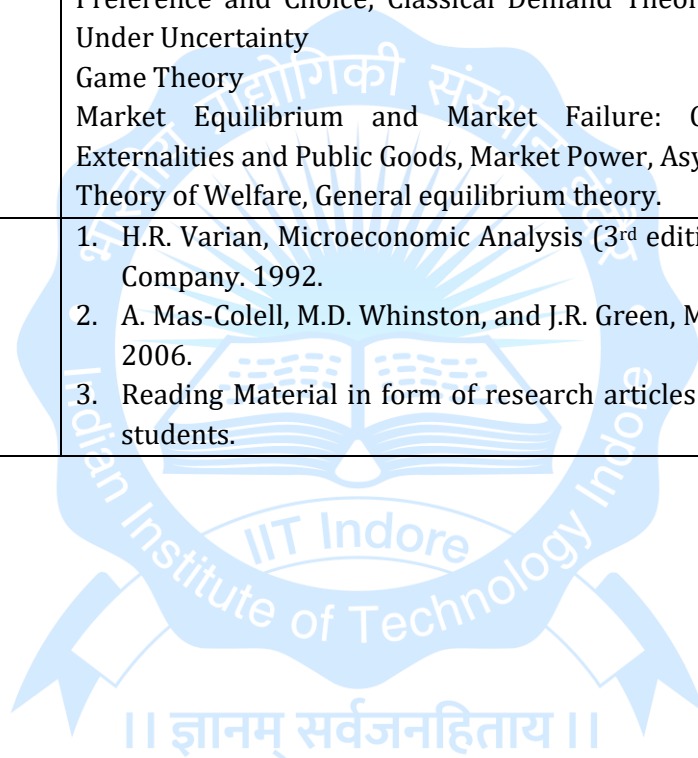 Preference and Choice, Classical Demand Theor
Under Uncertainty
Game Theory
Market Equilibrium and Market Failure:
Externalities and Public Goods, Market Power, Asy
Theory of Welfare, General equilibrium theory.
1. H.R. Varian, Microeconomic Analysis (3rd editi
Company. 1992.
2. A. Mas-Colell, M.D. Whinston, and J.R. Green, M
2006.
3. Reading Material in form of research articles
students.
भारतीय प्रौद्योगिकी संस्थान इंदौर
Indian Institute of Technology Indore
IIT Indore
।। ज्ञानम् सर्वजनहिताय ।।